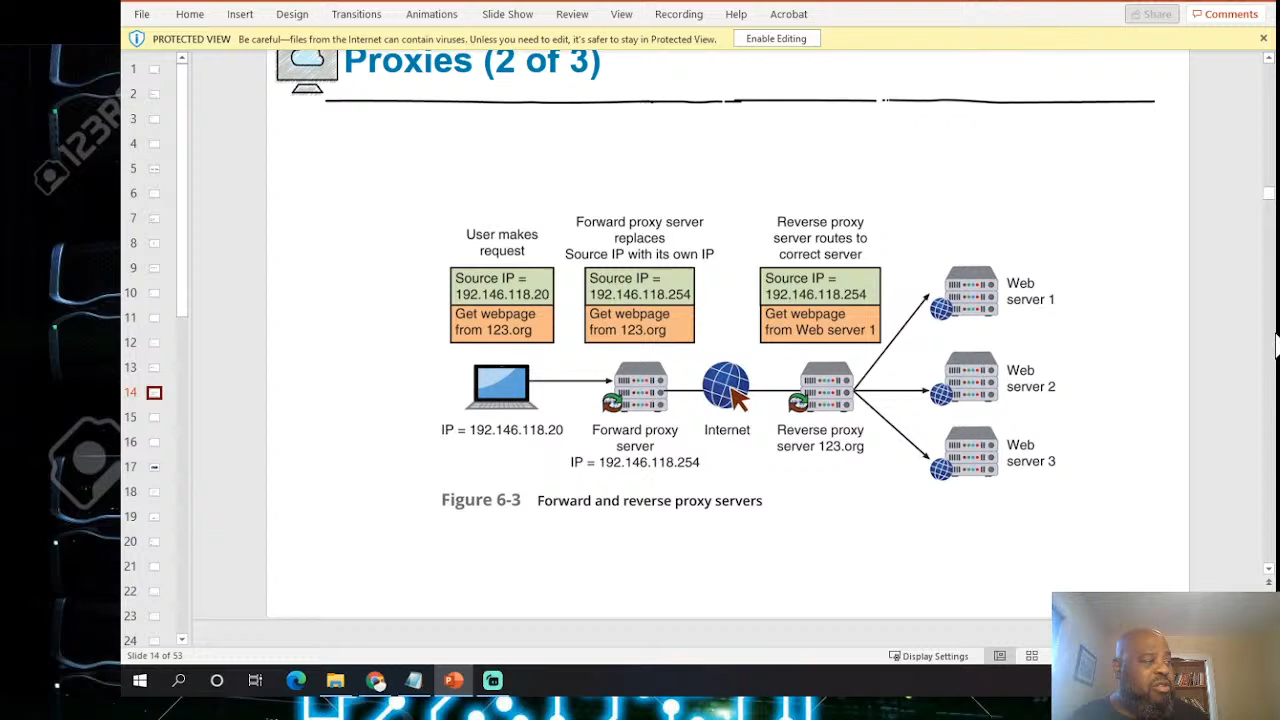 File Home Insert Design Transitions Animations Slide Show Review View Recording Help Acrobat Share Comments
PROTECTED VIEW Be careful—files from the Internet can contain viruses. Unless you need to edit, it's safer to stay in Protected View. Enable Editing
Proxies (2 of 3)
1
2
3
4
5
6
7
8
9
10
11
12
13
14
15
16
17
18
19
20
21
22
23
24
User makes
request
Source IP =
192.146.118.20
Get webpage
from 123.org
Forward proxy server
replaces
Source IP with its own IP
Source IP =
192.146.118.254
Get webpage
from 123.org
Reverse proxy
server routes to
correct server
Source IP =
192.146.118.254
Get webpage
from Web server 1
Web
server 1
Web
server 2
Web
server 3
IP = 192.146.118.20
Forward proxy
server
IP = 192.146.118.254
Internet
Reverse proxy
server 123.org
Figure 6-3 Forward and reverse proxy servers
Slide 14 of 53
Display Settings